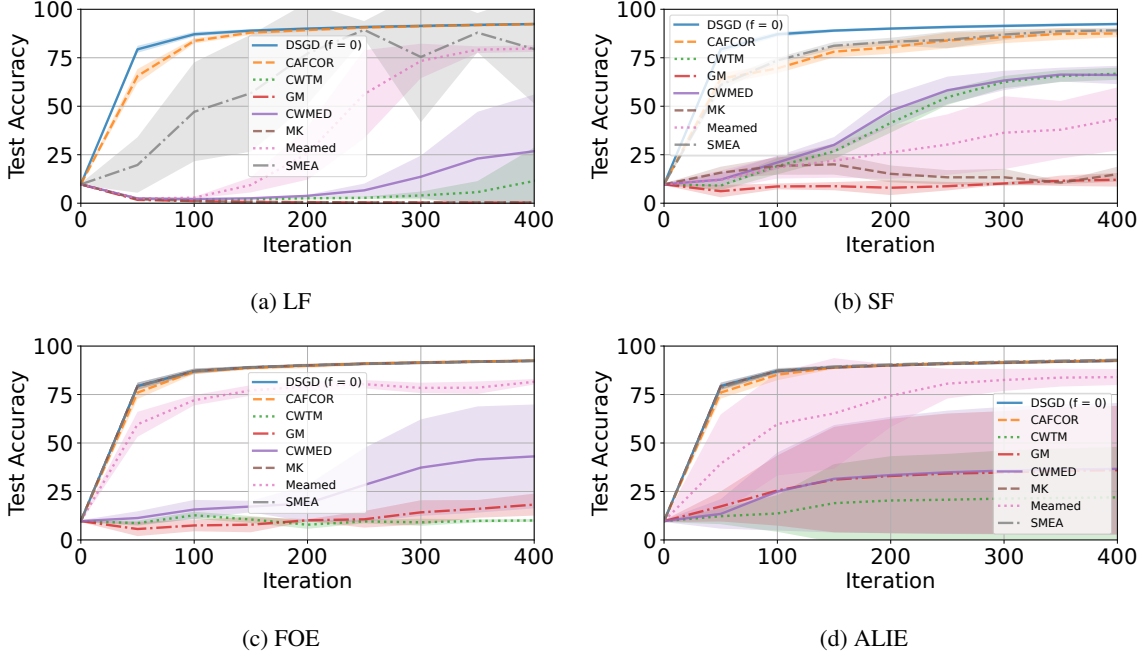 Test Accuracy
100
75
50
25
0
DSGD (f = 0)
CAFCOR
CWTM
GM
CWMED
MK
Meamed
SMEA
0 100 200 300 400
Iteration
(a) LF
Test Accuracy
100
75
50
25
0
DSGD (f = 0)
CAFCOR
CWTM
GM
CWMED
MK
Meamed
SMEA
0 100 200 300 400
Iteration
(b) SF
Test Accuracy
100
75
50
25
0
DSGD (f = 0)
CAFCOR
CWTM
GM
CWMED
MK
Meamed
SMEA
0 100 200 300 400
Iteration
(c) FOE
Test Accuracy
100
75
50
25
0
DSGD (f = 0)
CAFCOR
CWTM
GM
CWMED
MK
Meamed
SMEA
0 100 200 300 400
Iteration
(d) ALIE